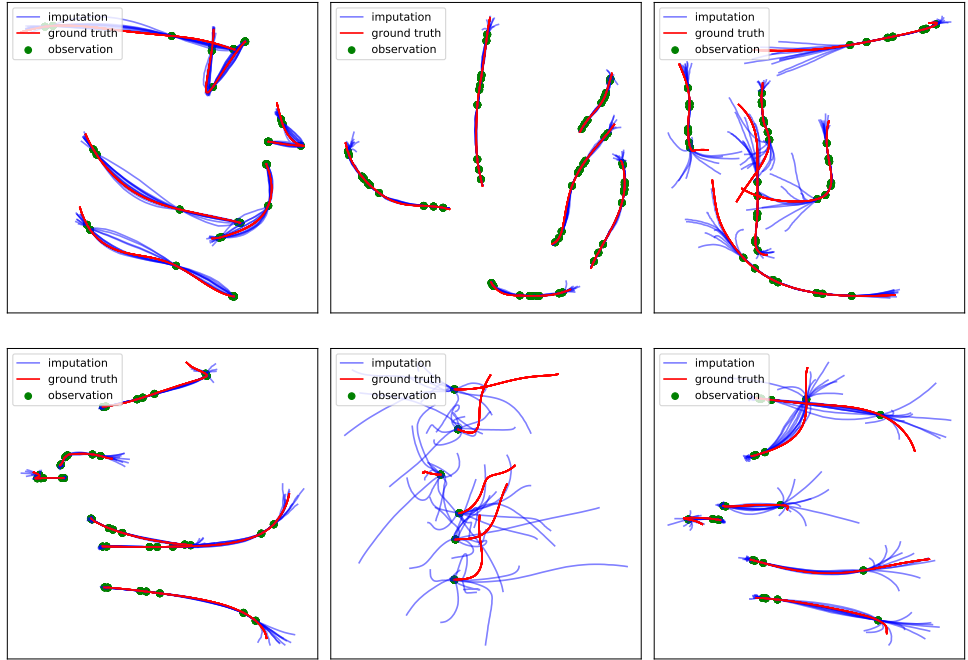 imputation
ground truth
observation
imputation
ground truth
observation
imputation
ground truth
observation
imputation
ground truth
observation
imputation
ground truth
observation
imputation
ground truth
observation